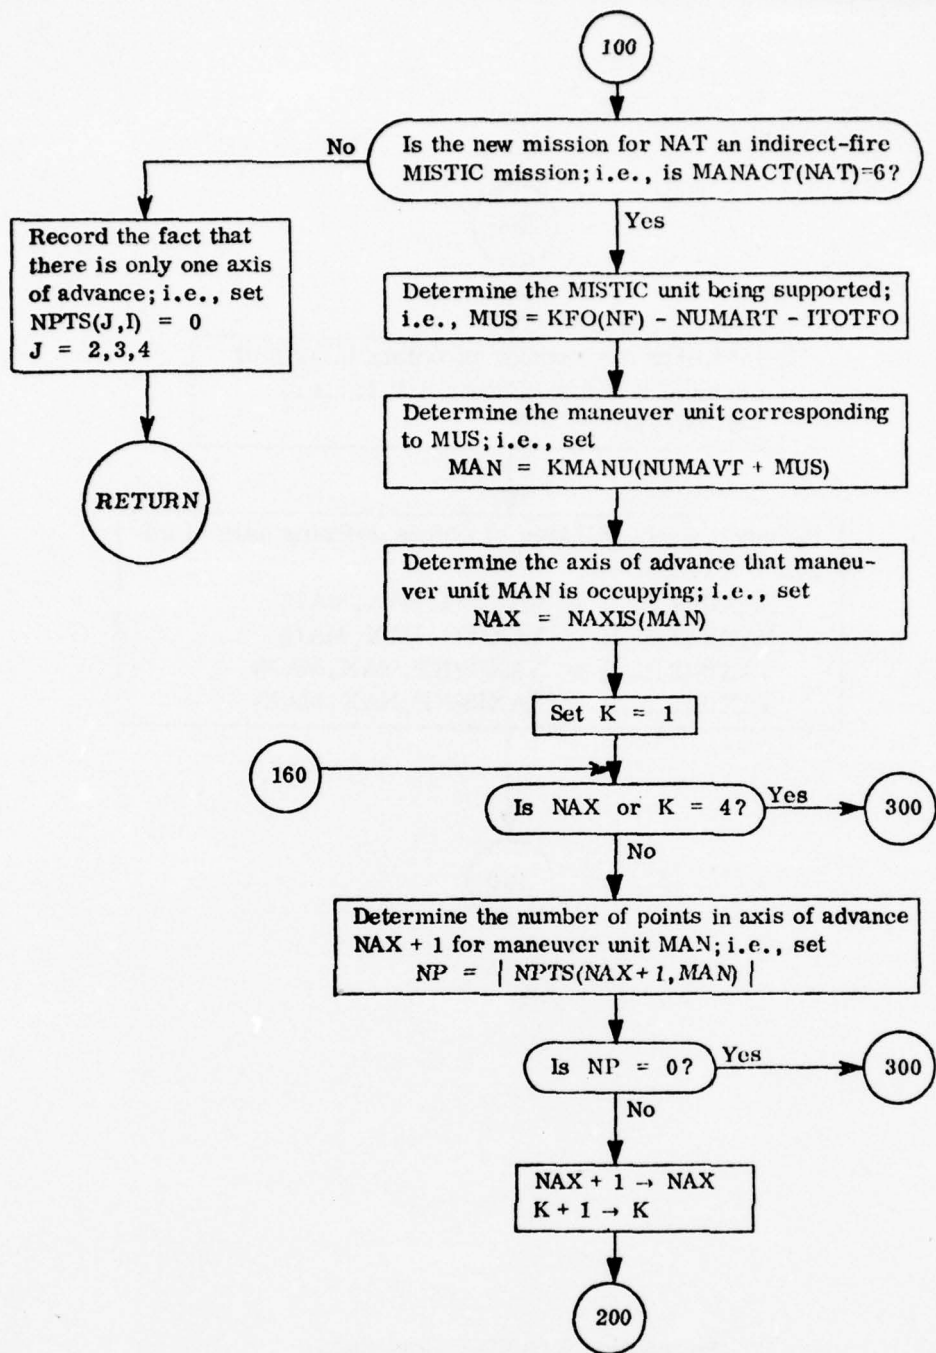 100
Is the new mission for NAT an indirect-fire
MISTIC mission; i.e., is MANACT(NAT)=6?
No
Yes
Record the fact that
there is only one axis
of advance; i.e., set
NPTS(J,I) = 0
J = 2,3,4
RETURN
Determine the MISTIC unit being supported;
i.e., MUS = KFO(NF) - NUMART - ITOTFO
Determine the maneuver unit corresponding
to MUS; i.e., set
MAN = KMANU(NUMAVT + MUS)
Determine the axis of advance that maneu-
ver unit MAN is occupying; i.e., set
NAX = NAXIS(MAN)
Set K = 1
160
Is NAX or K = 4?
Yes
300
No
Determine the number of points in axis of advance
NAX + 1 for maneuver unit MAN; i.e., set
NP = | NPTS(NAX+1,MAN) |
Is NP = 0?
Yes
300
No
NAX + 1 → NAX
K + 1 → K
200